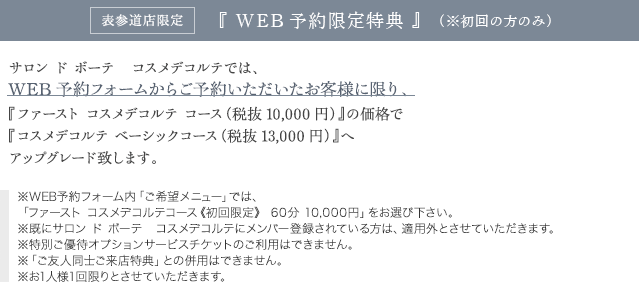 表参道店限定 『 WEB 予約限定特典 』 (※初回の方のみ)
サロン ド ボーテ コスメデコルテでは、
WEB 予約フォームからご予約いただいたお客様に限り、
『ファースト コスメデコルテ コース（税抜 10,000 円）』の価格で
『コスメデコルテ ベーシックコース（税抜 13,000 円）』へ
アップグレード致します。
※WEB予約フォーム内「ご希望メニュー」では、
「ファースト コスメデコルテコース《初回限定》 60分 10,000円」をお選び下さい。
※既にサロン ド ボーテ コスメデコルテにメンバー登録されている方は、適用外とさせていただきます。
※特別ご優待オプションサービスチケットのご利用はできません。
※「ご友人同士ご来店特典」との併用はできません。
※お1人様1回限りとさせていただきます。